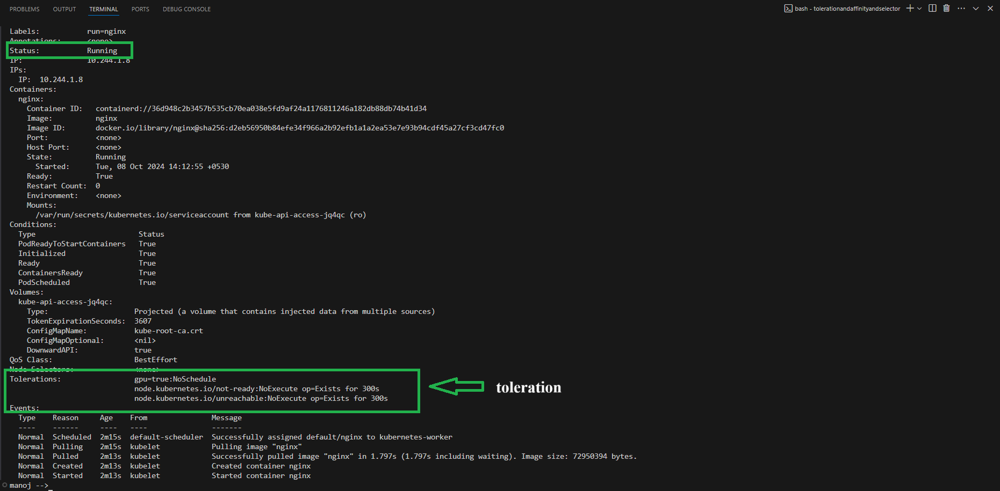 PROBLEMS OUTPUT TERMINAL PORTS DEBUG CONSOLE bash - tolerationandaffinityandselector
Labels: run=nginx
Annotations: <none>
Status: Running
IP: 10.244.1.8
IPs:
IP: 10.244.1.8
Containers:
nginx:
Container ID: containerd://36d948c2b3457b535cb70ea038e5fd9af24a1176811246a182db88db74b41d34
Image: nginx
Image ID: docker.io/library/nginx@sha256:d2eb56950b84efe34f966a2b92efb1a1a2ea53e7e93b94cdf45a27cf3cd47fc0
Port: <none>
Host Port: <none>
State: Running
Started: Tue, 08 Oct 2024 14:12:55 +0530
Ready: True
Restart Count: 0
Environment: <none>
Mounts:
/var/run/secrets/kubernetes.io/serviceaccount from kube-api-access-jq4qc (ro)
Conditions:
Type Status
PodReadyToStartContainers True
Initialized True
Ready True
ContainersReady True
PodScheduled True
Volumes:
kube-api-access-jq4qc:
Type: Projected (a volume that contains injected data from multiple sources)
TokenExpirationSeconds: 3607
ConfigMapName: kube-root-ca.crt
ConfigMapOptional: <nil>
DownwardAPI: true
QoS Class: BestEffort
Node-Selectors: <none>
Tolerations: gpu=true:NoSchedule
node.kubernetes.io/not-ready:NoExecute op=Exists for 300s
toleration
node.kubernetes.io/unreachable:NoExecute op=Exists for 300s
Events:
Type Reason Age From Message
---- ------ ---- ---- -------
Normal Scheduled 2m15s default-scheduler Successfully assigned default/nginx to kubernetes-worker
Normal Pulling 2m15s kubelet Pulling image "nginx"
Normal Pulled 2m13s kubelet Successfully pulled image "nginx" in 1.797s (1.797s including waiting). Image size: 72950394 bytes.
Normal Created 2m13s kubelet Created container nginx
Normal Started 2m13s kubelet Started container nginx
manoj -->